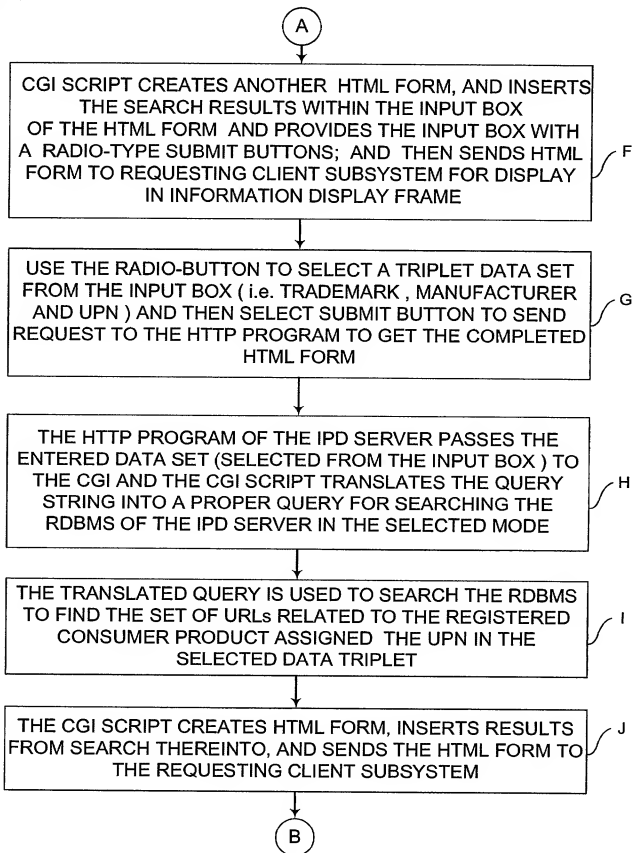 A
CGI SCRIPT CREATES ANOTHER HTML FORM, AND INSERTS
THE SEARCH RESULTS WITHIN THE INPUT BOX
OF THE HTML FORM AND PROVIDES THE INPUT BOX WITH
A RADIO-TYPE SUBMIT BUTTONS; AND THEN SENDS HTML
FORM TO REQUESTING CLIENT SUBSYSTEM FOR DISPLAY
IN INFORMATION DISPLAY FRAME
F
USE THE RADIO-BUTTON TO SELECT A TRIPLET DATA SET
FROM THE INPUT BOX ( i.e. TRADEMARK , MANUFACTURER
AND UPN ) AND THEN SELECT SUBMIT BUTTON TO SEND
REQUEST TO THE HTTP PROGRAM TO GET THE COMPLETED
HTML FORM
G
THE HTTP PROGRAM OF THE IPD SERVER PASSES THE
ENTERED DATA SET (SELECTED FROM THE INPUT BOX ) TO
THE CGI AND THE CGI SCRIPT TRANSLATES THE QUERY
STRING INTO A PROPER QUERY FOR SEARCHING THE
RDBMS OF THE IPD SERVER IN THE SELECTED MODE
H
THE TRANSLATED QUERY IS USED TO SEARCH THE RDBMS
TO FIND THE SET OF URLs RELATED TO THE REGISTERED
CONSUMER PRODUCT ASSIGNED THE UPN IN THE
SELECTED DATA TRIPLET
I
THE CGI SCRIPT CREATES HTML FORM, INSERTS RESULTS
FROM SEARCH THEREINTO, AND SENDS THE HTML FORM TO
THE REQUESTING CLIENT SUBSYSTEM
J
B